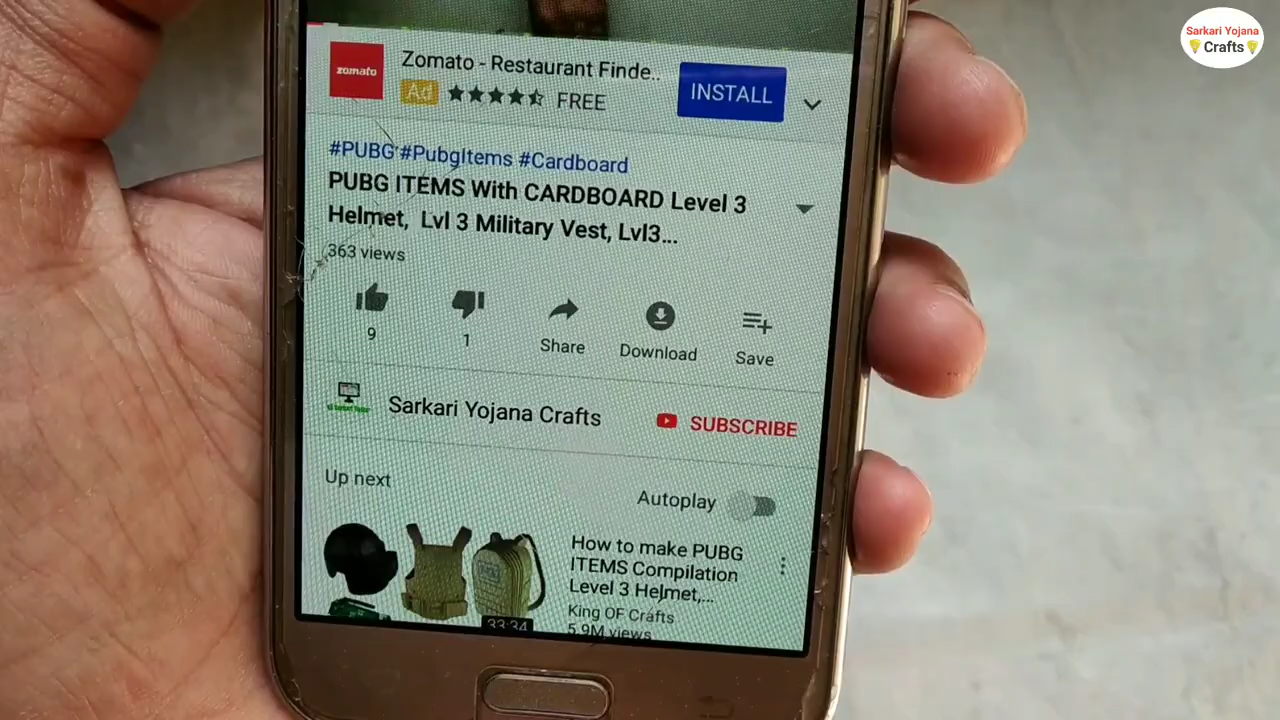 Sarkari Yojana
Crafts
zomato
Zomato - Restaurant Finde..
Ad
FREE
INSTALL
#PUBG #PubgItems #Cardboard
PUBG ITEMS With CARDBOARD Level 3
Helmet, Lvl 3 Military Vest, Lvl3...
363 views
9
1
Share
Download
Save
Sarkari Yojana Crafts
SUBSCRIBE
Up next
Autoplay
How to make PUBG
ITEMS Compilation
Level 3 Helmet,...
King OF Crafts
5.9M views
33:34